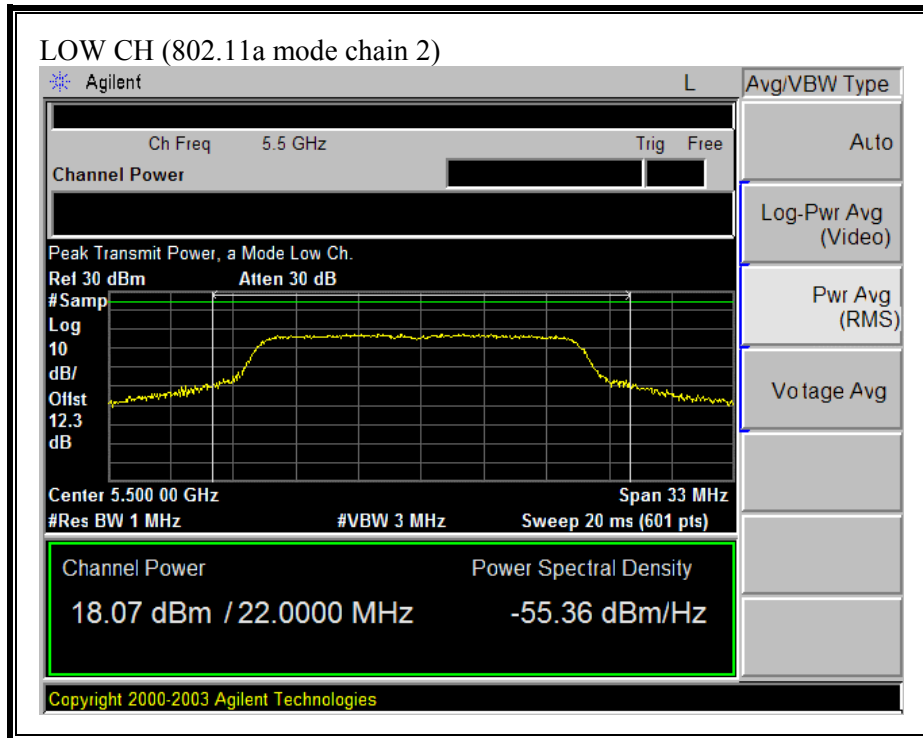 LOW CH (802.11a mode chain 2)
Agilent L Avg/VBW Type
Ch Freq 5.5 GHz Trig Free
Channel Power
Auto
Log-Pwr Avg
(Video)
Pwr Avg
(RMS)
Votage Avg
Peak Transmit Power, a Mode Low Ch.
Ref 30 dBm Atten 30 dB
#Samp
Log
10
dB/
Offst
12.3
dB
Center 5.500 00 GHz Span 33 MHz
#Res BW 1 MHz #VBW 3 MHz Sweep 20 ms (601 pts)
Channel Power Power Spectral Density
18.07 dBm / 22.0000 MHz -55.36 dBm/Hz
Copyright 2000-2003 Agilent Technologies